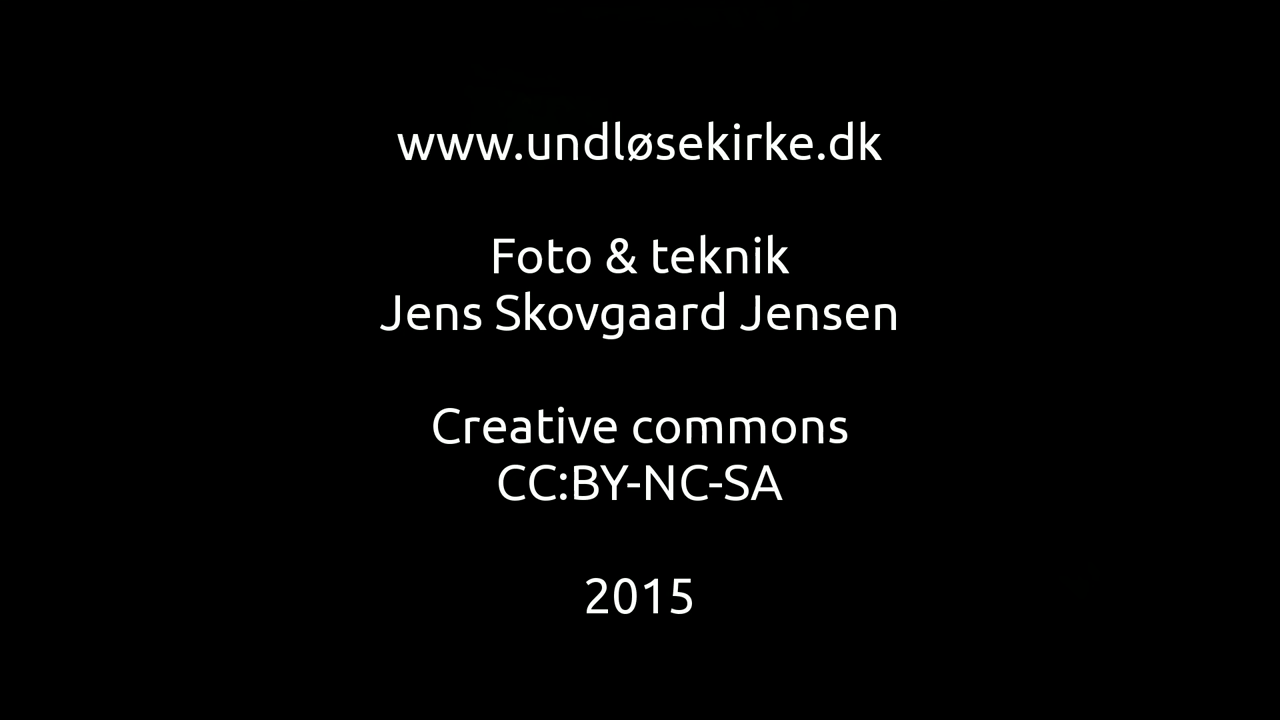 www.undløsekirke.dk
Foto & teknik
Jens Skovgaard Jensen
Creative commons
CC:BY-NC-SA
2015